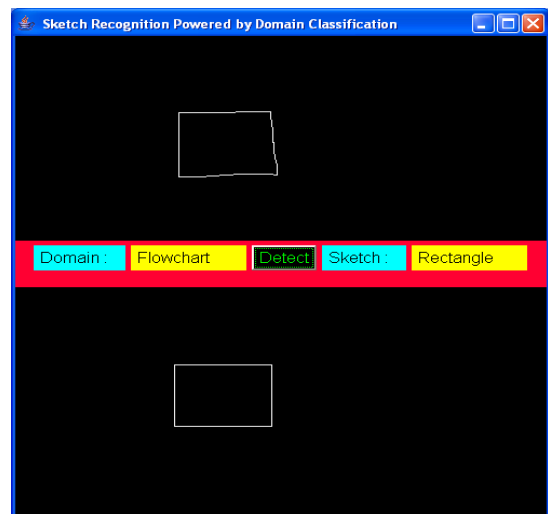 Sketch Recognition Powered by Domain Classification
Domain : Flowchart Detect Sketch : Rectangle